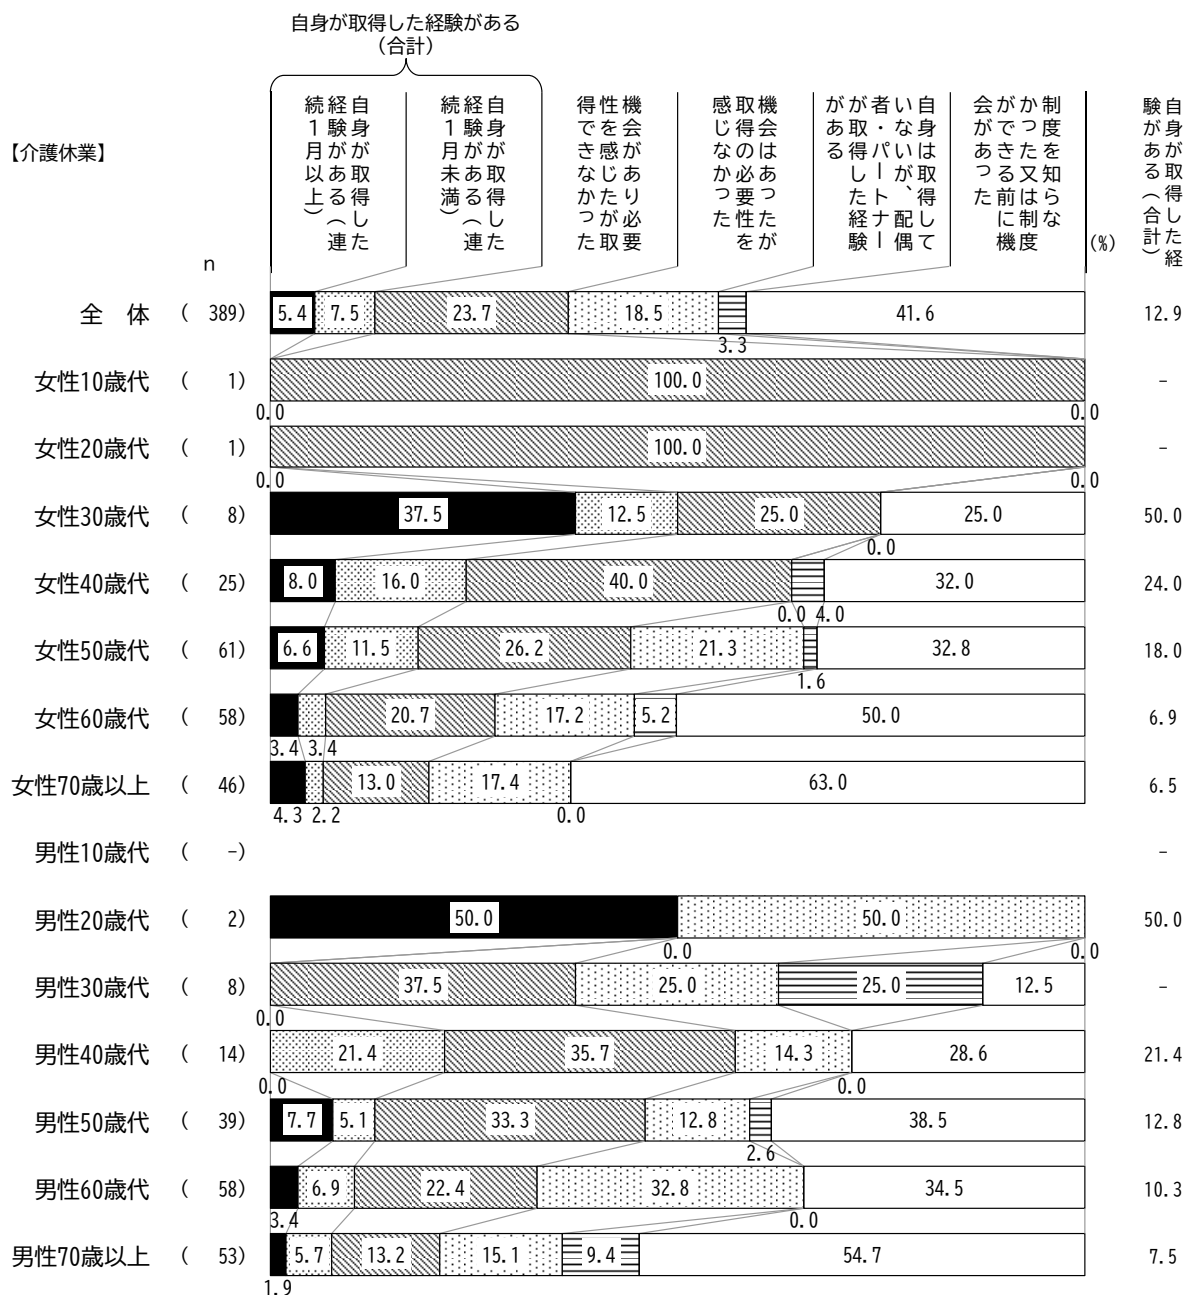 自身が取得した経験がある
（合計）
自身が取得した
経験がある（連
続１月以上）
自身が取得した
経験がある（連
続１月未満）
機会があり必要
性を感じたが取
得できなかった
機会はあったが
取得の必要性を
感じなかった
自身は取得して
いないが、配偶
者・パートナー
が取得した経験
がある
制度を知らな
かった又は制度
ができる前に機
会があった
自身が取得した経
験がある（合計）
【介護休業】
(%)
n
全　体 ( 389) 5.4 7.5 23.7 18.5 41.6 12.9
3.3
女性10歳代 ( 1) 100.0 －
0.0 0.0
女性20歳代 ( 1) 100.0 －
0.0 0.0
女性30歳代 ( 8) 37.5 12.5 25.0 25.0 50.0
0.0
女性40歳代 ( 25) 8.0 16.0 40.0 32.0 24.0
0.0 4.0
女性50歳代 ( 61) 6.6 11.5 26.2 21.3 32.8 18.0
1.6
女性60歳代 ( 58) 20.7 17.2 5.2 50.0 6.9
3.4 3.4
女性70歳以上 ( 46) 13.0 17.4 63.0 6.5
4.3 2.2 0.0
男性10歳代 ( －) －
男性20歳代 ( 2) 50.0 50.0 50.0
0.0 0.0
男性30歳代 ( 8) 37.5 25.0 25.0 12.5 －
0.0
男性40歳代 ( 14) 21.4 35.7 14.3 28.6 21.4
0.0 0.0
男性50歳代 ( 39) 7.7 5.1 33.3 12.8 38.5 12.8
2.6
男性60歳代 ( 58) 6.9 22.4 32.8 34.5 10.3
3.4 0.0
男性70歳以上 ( 53) 5.7 13.2 15.1 9.4 54.7 7.5
1.9